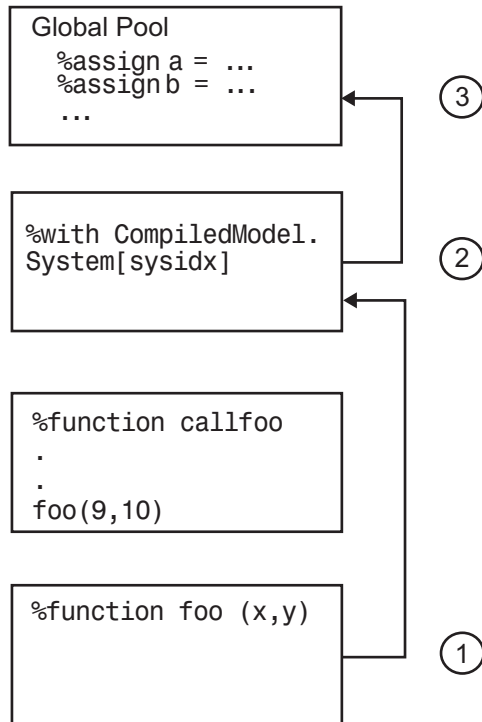 Global Pool
%assign a = ...
%assign b = ...
...
3
%with CompiledModel.
System[sysidx]
2
%function callfoo
.
.
foo(9,10)
%function foo (x,y)
1